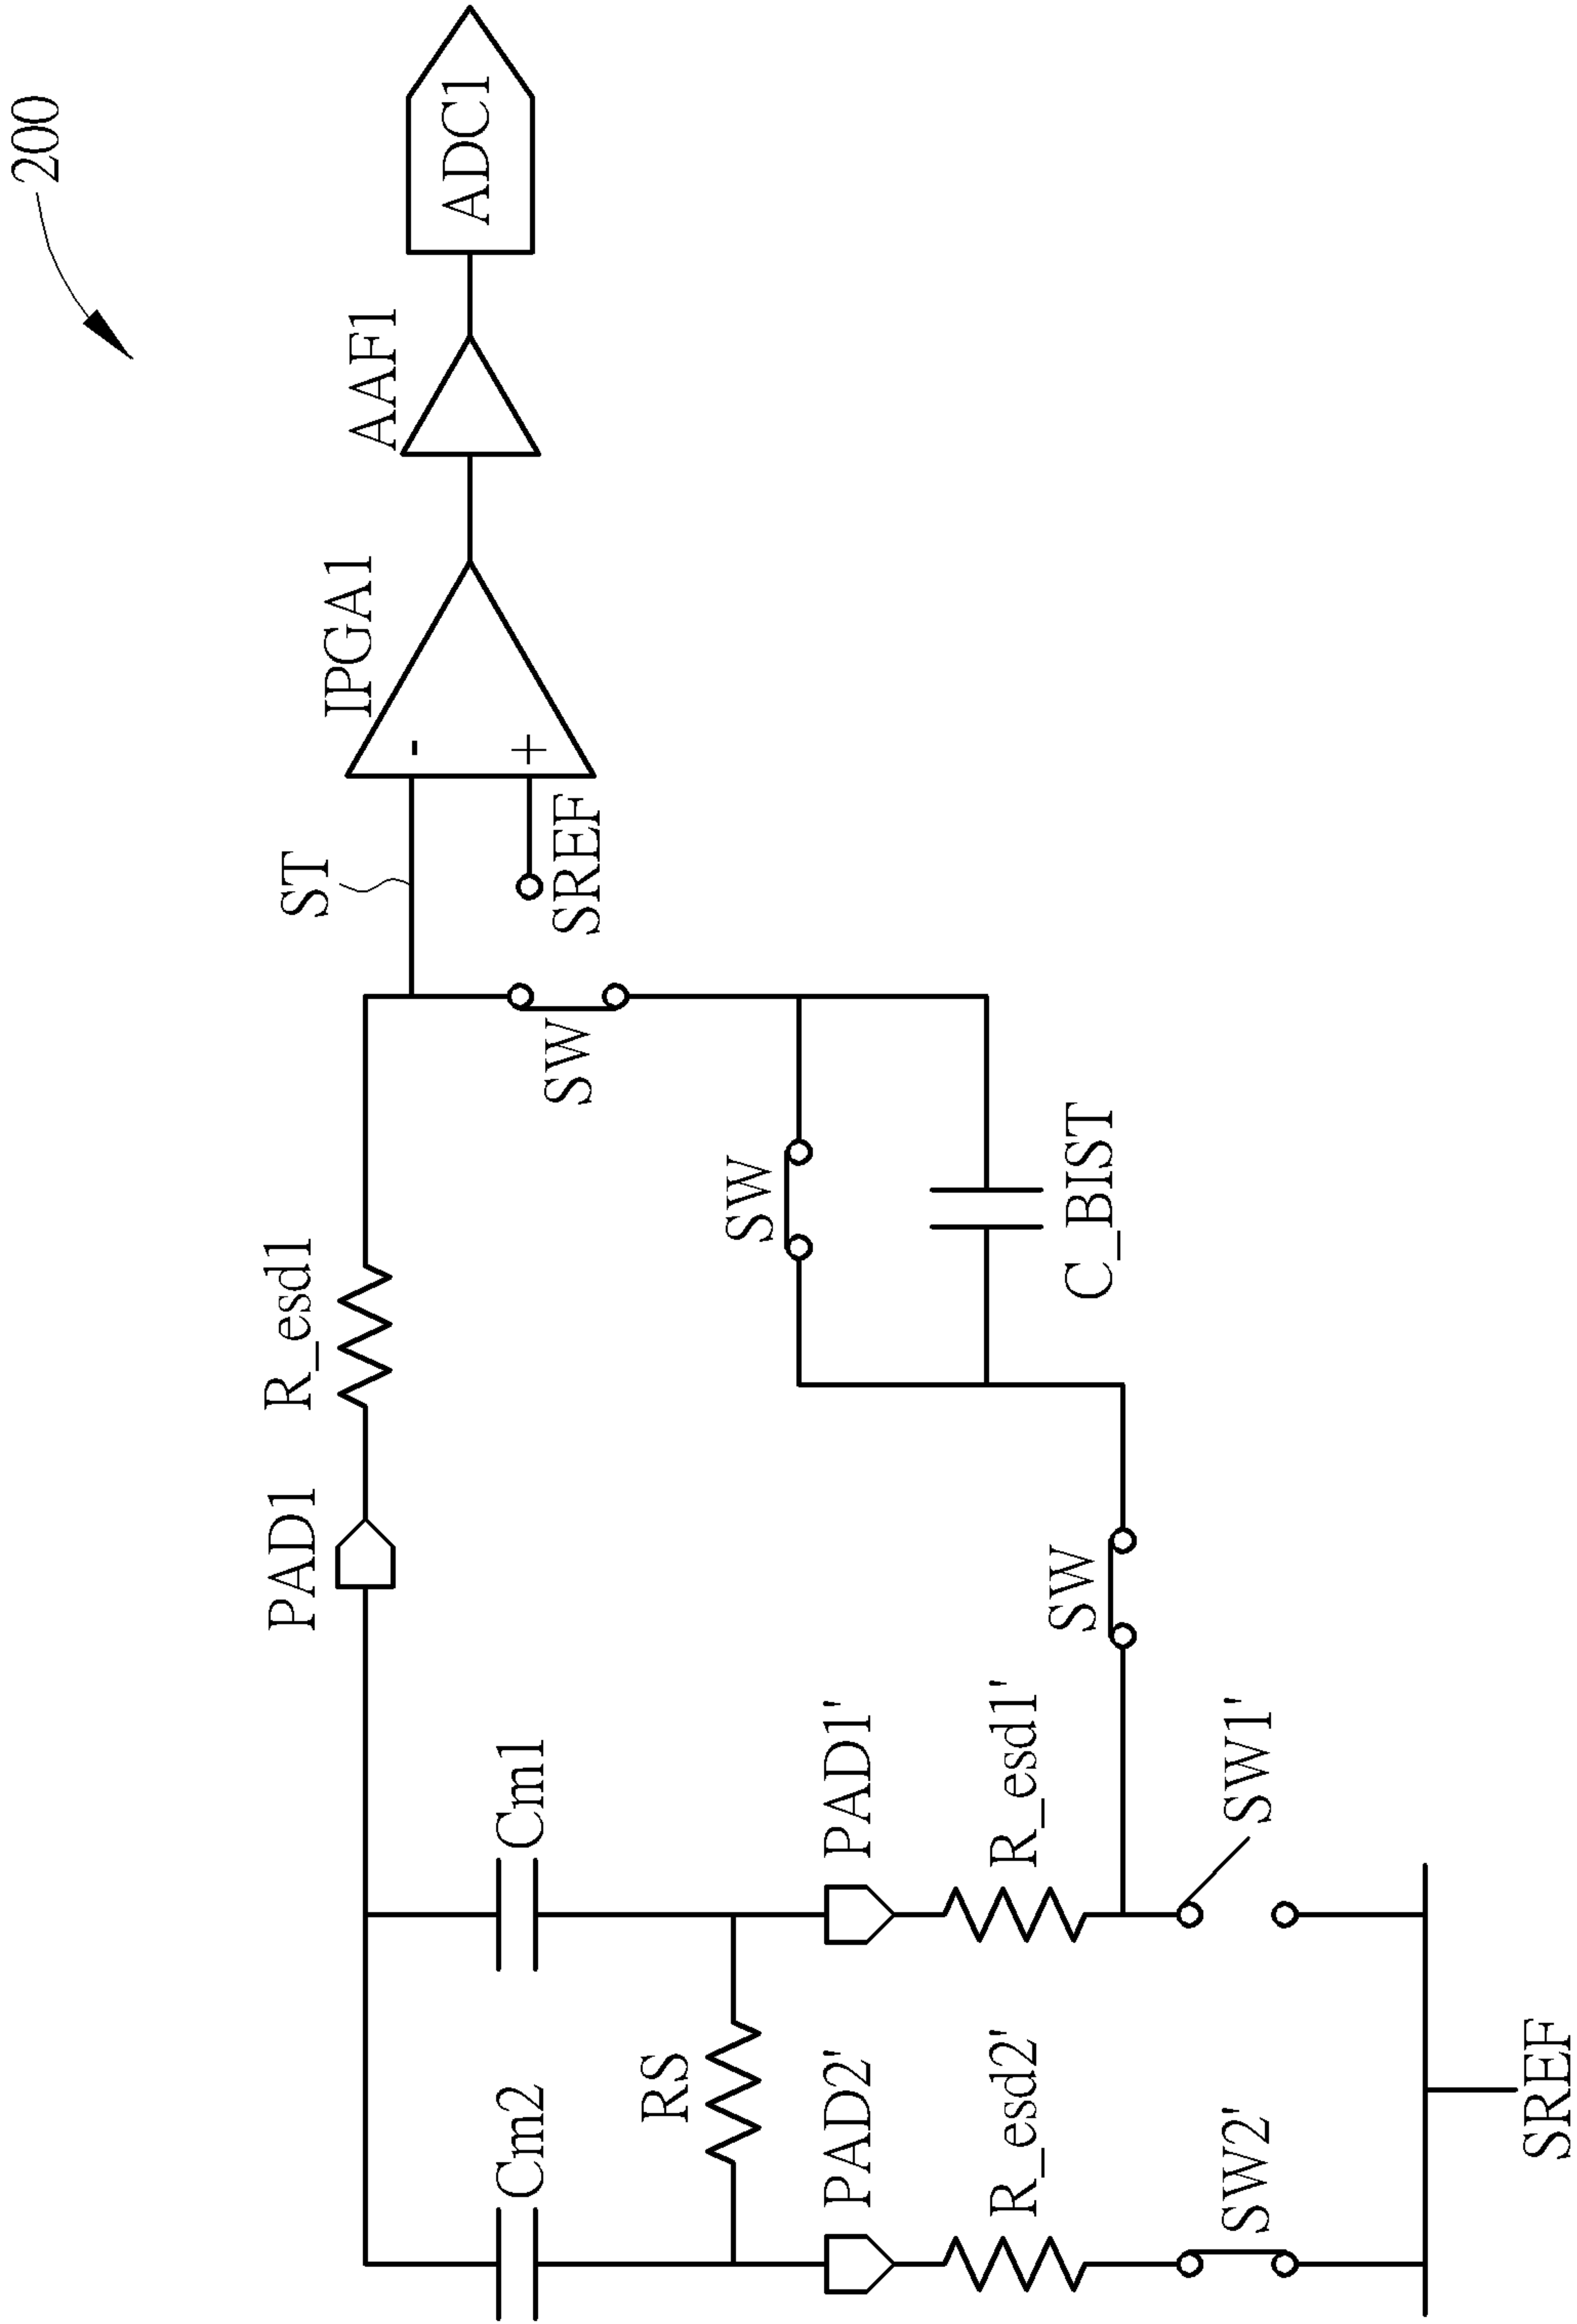 200
ADC1
AAF1
IPGA1
-
+
ST
SREF
SW
SW
C_BIST
R_esd1
PAD1
SW
Cm1
PAD1'
R_esd1'
SW1'
RS
Cm2
PAD2'
R_esd2'
SW2'
SREF